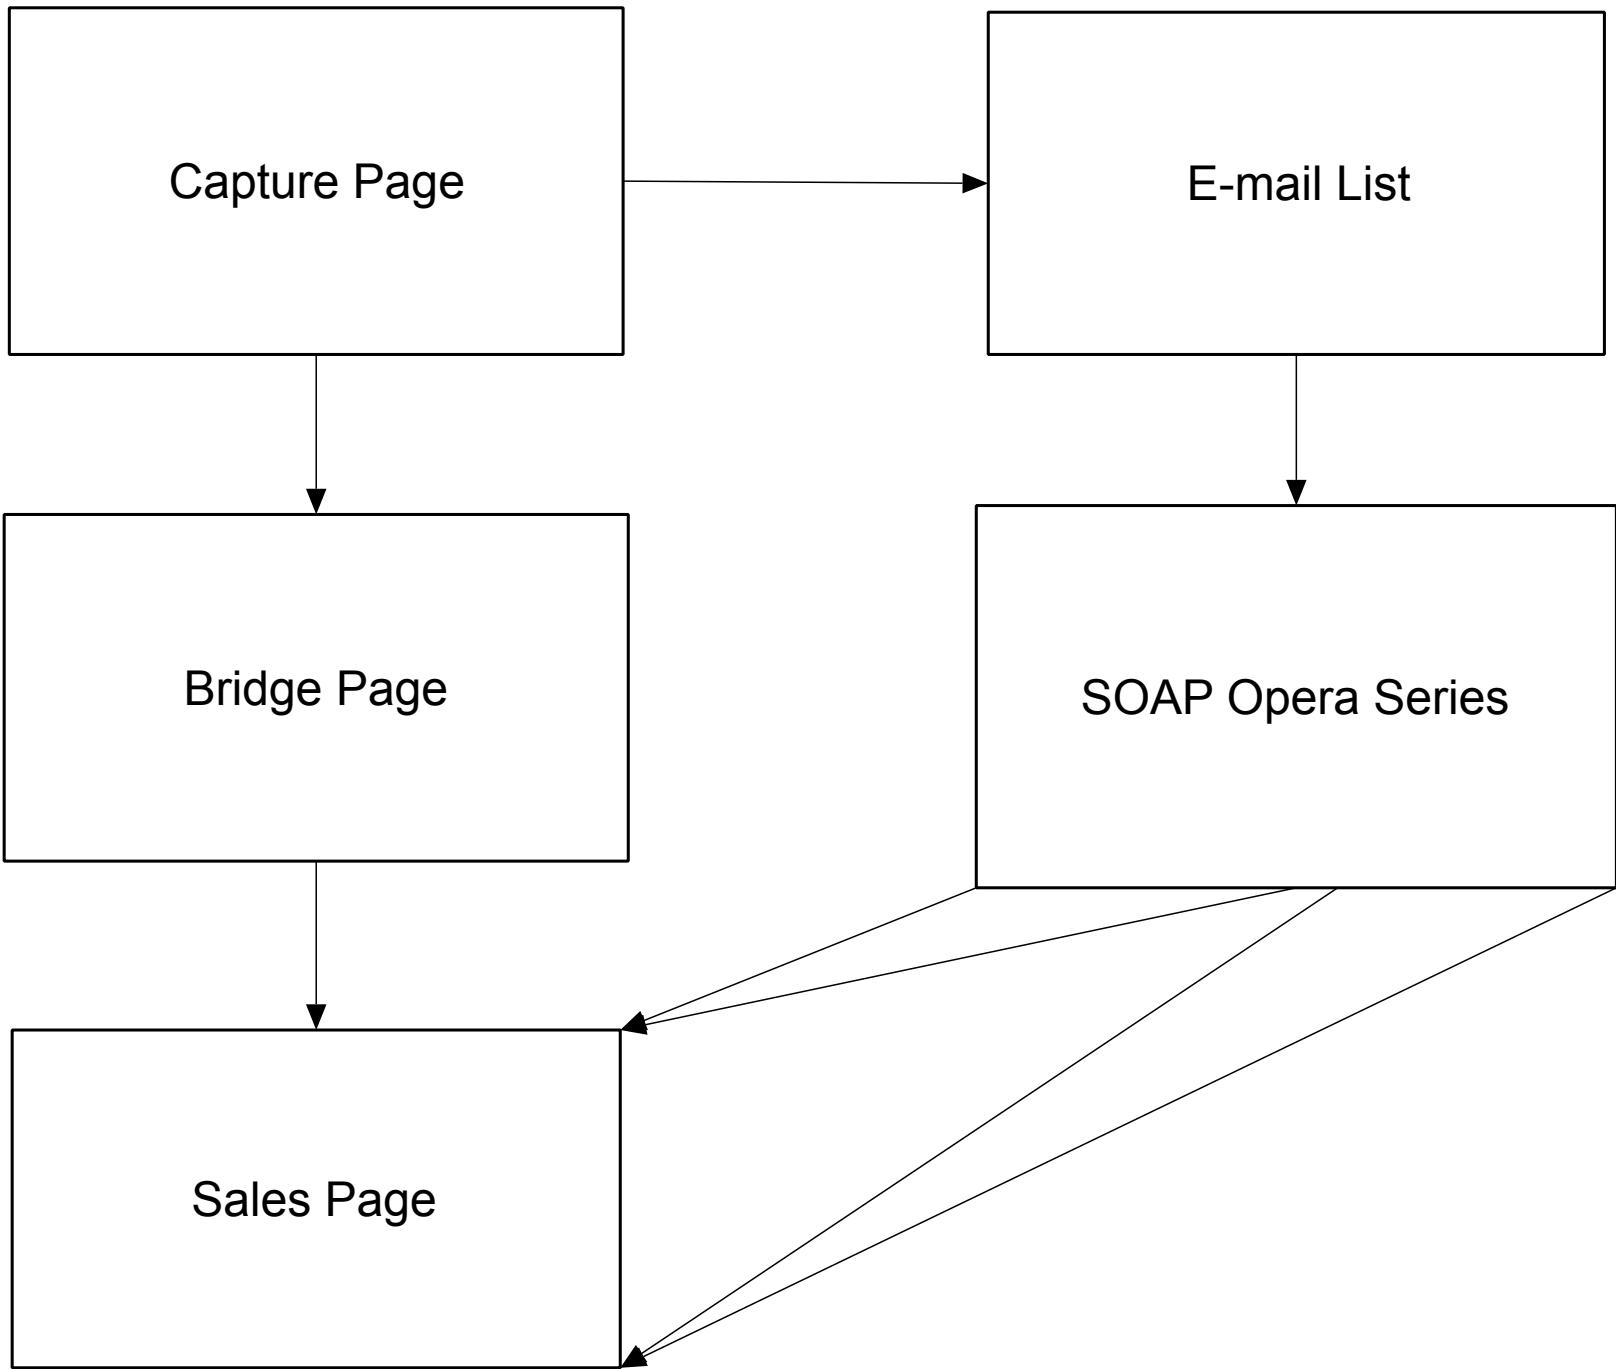 Capture Page
E-mail List
Bridge Page
SOAP Opera Series
Sales Page